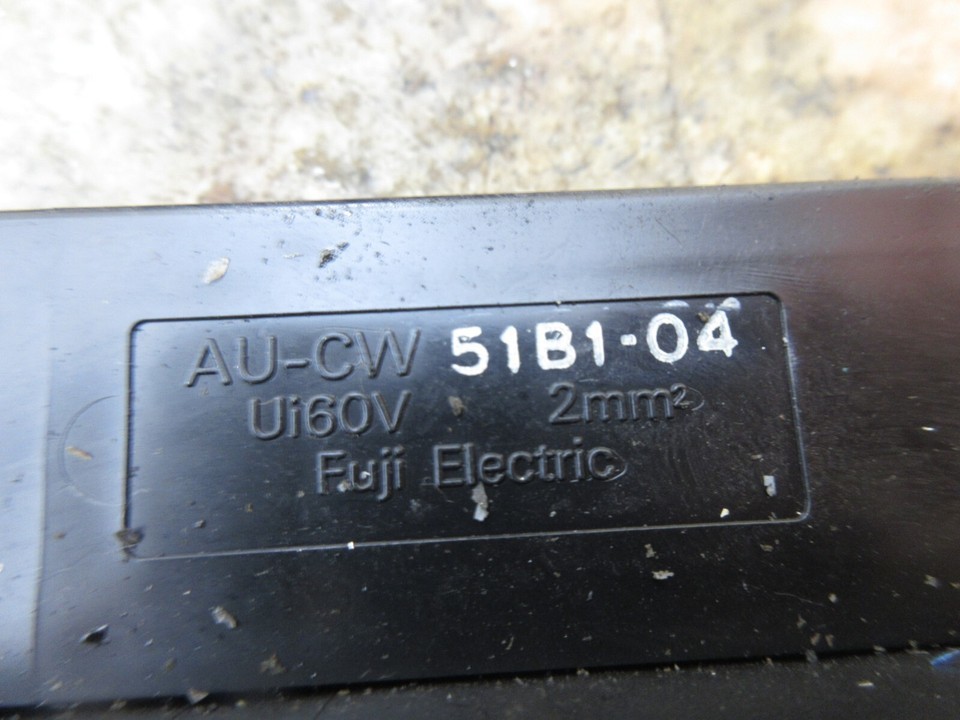 AU-CW 51B1-04
Ui60V 2mm²
Fuji Electric